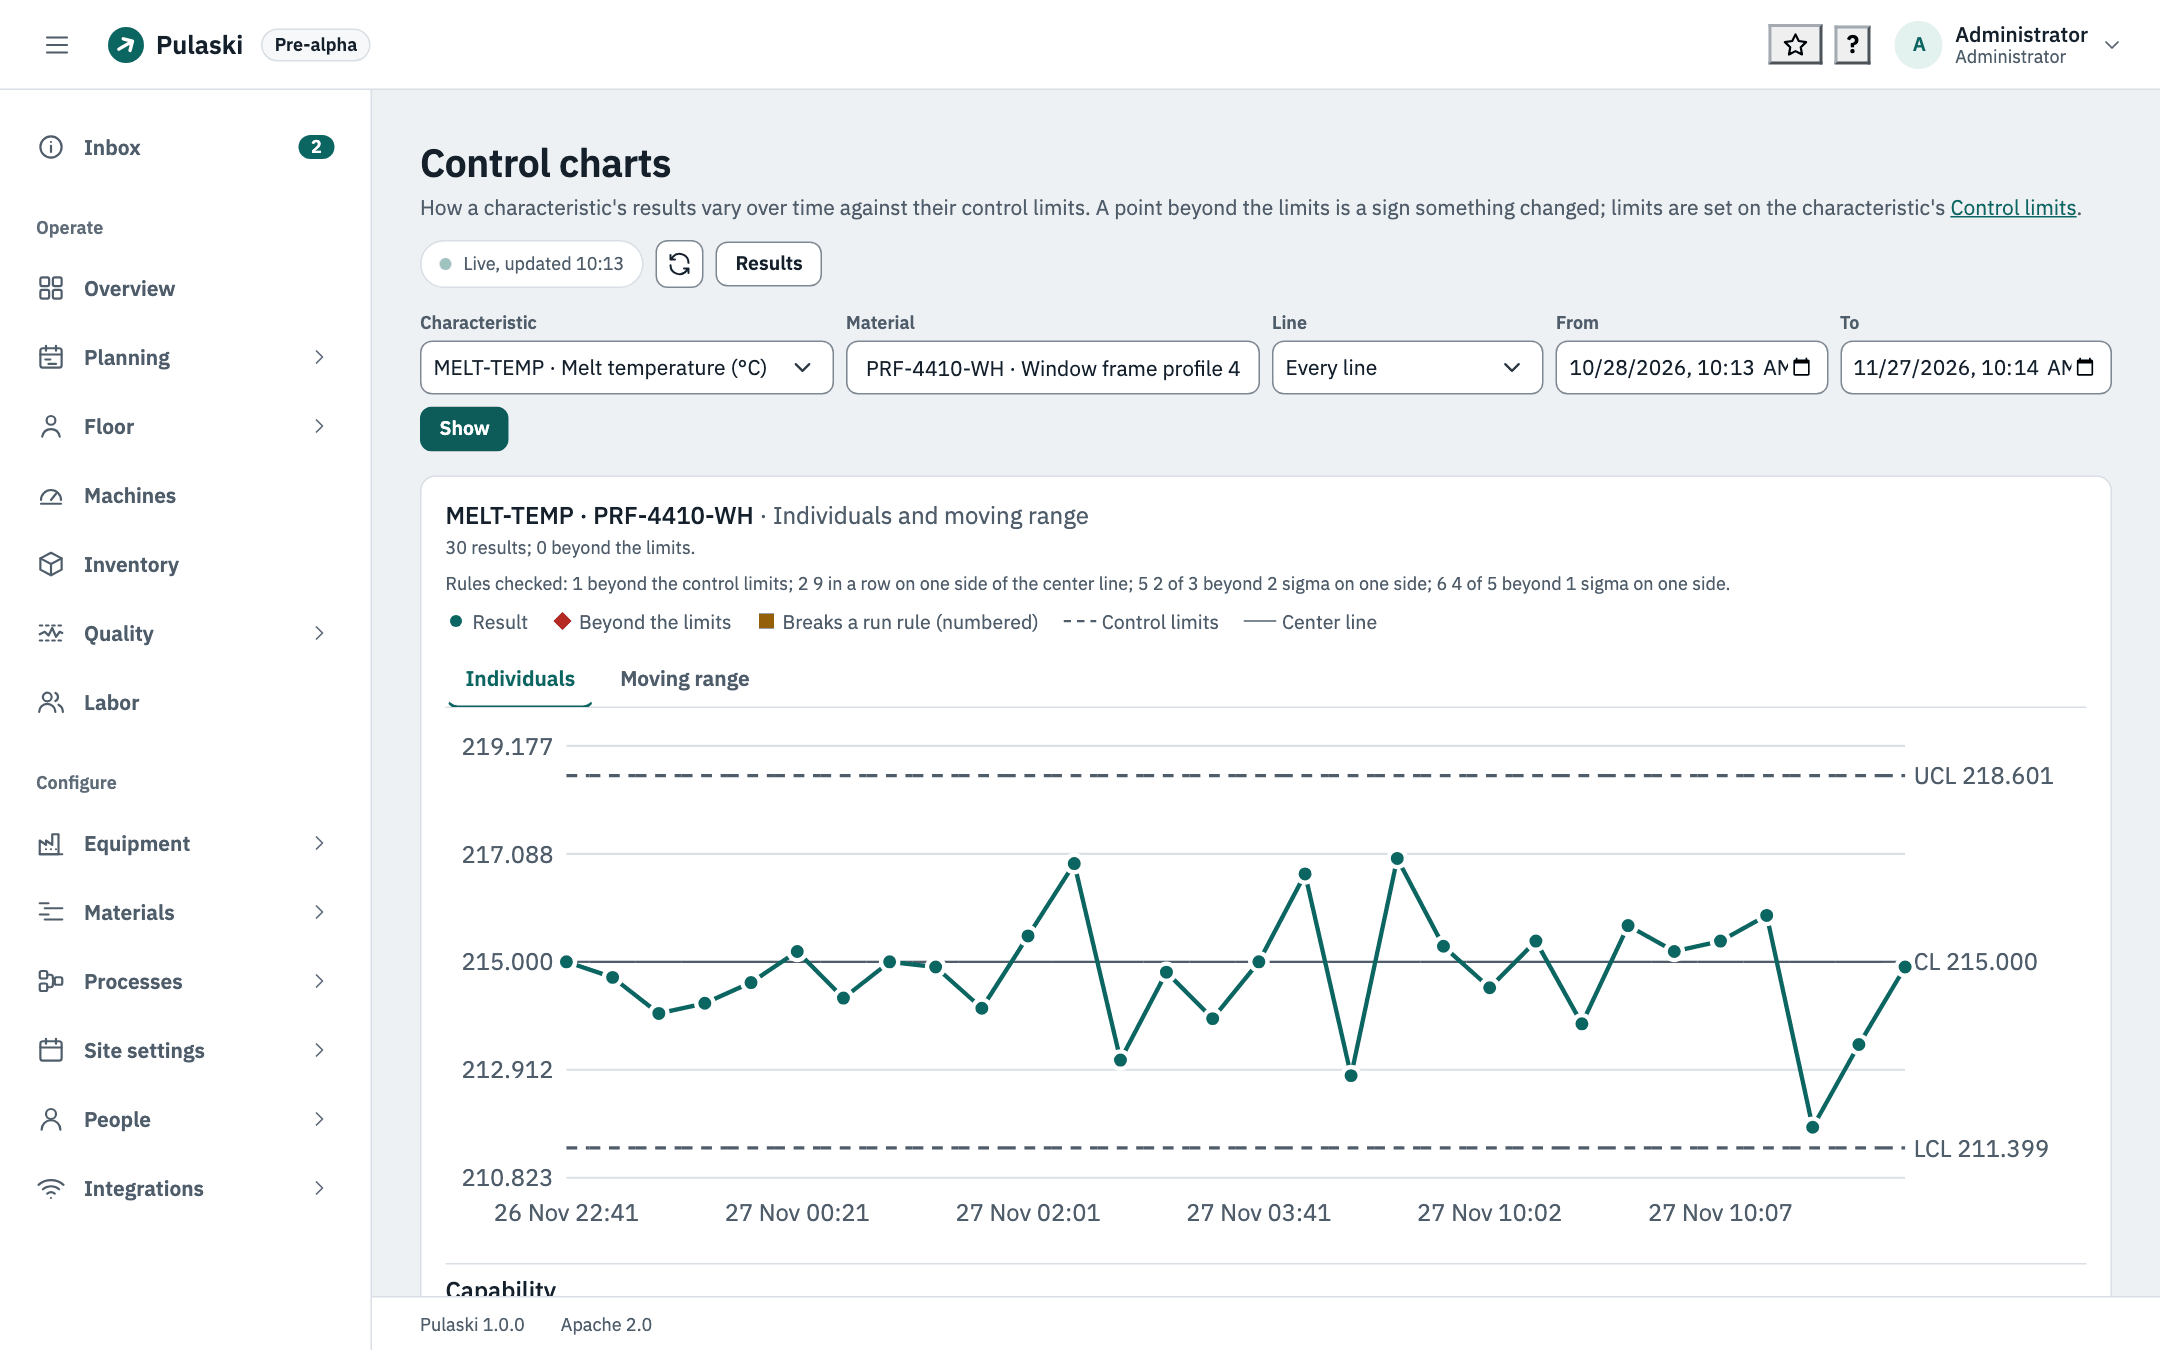 Pulaski Pre-alpha
?
A
Administrator
Administrator
Inbox 2
Operate
Overview
Planning
Floor
Machines
Inventory
Quality
Labor
Configure
Equipment
Materials
Processes
Site settings
People
Integrations
Control charts
How a characteristic's results vary over time against their control limits. A point beyond the limits is a sign something changed; limits are set on the characteristic's Control limits.
Live, updated 10:13 Results
Characteristic Material Line From To
MELT-TEMP · Melt temperature (°C) PRF-4410-WH · Window frame profile 4 Every line 10/28/2026, 10:13 AM 11/27/2026, 10:14 AM
Show
MELT-TEMP · PRF-4410-WH · Individuals and moving range
30 results; 0 beyond the limits.
Rules checked: 1 beyond the control limits; 2 9 in a row on one side of the center line; 5 2 of 3 beyond 2 sigma on one side; 6 4 of 5 beyond 1 sigma on one side.
Result Beyond the limits Breaks a run rule (numbered) Control limits Center line
Individuals Moving range
219.177
UCL 218.601
217.088
215.000 CL 215.000
212.912
LCL 211.399
210.823
26 Nov 22:41 27 Nov 00:21 27 Nov 02:01 27 Nov 03:41 27 Nov 10:02 27 Nov 10:07
Capability
Pulaski 1.0.0 Apache 2.0